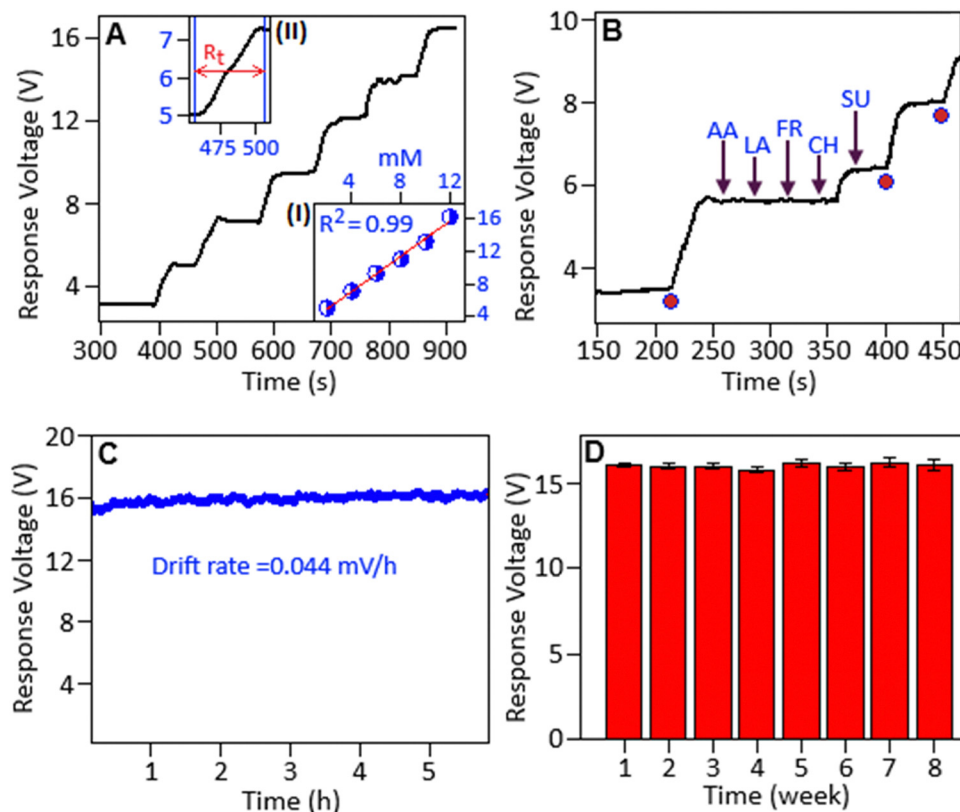 A
(II)
7
6
5
Rt
475 500
mM
4 8 12
(I)
R² = 0.99
16
12
8
4
16
12
8
4
Response Voltage (V)
300 400 500 600 700 800 900
Time (s)
B
10
8
6
4
Response Voltage (V)
AA
LA
FR
CH
SU
150 200 250 300 350 400 450
Time (s)
C
20
16
12
8
4
Response Voltage (V)
Drift rate =0.044 mV/h
1 2 3 4 5
Time (h)
D
15
10
5
0
Response Voltage (V)
1 2 3 4 5 6 7 8
Time (week)